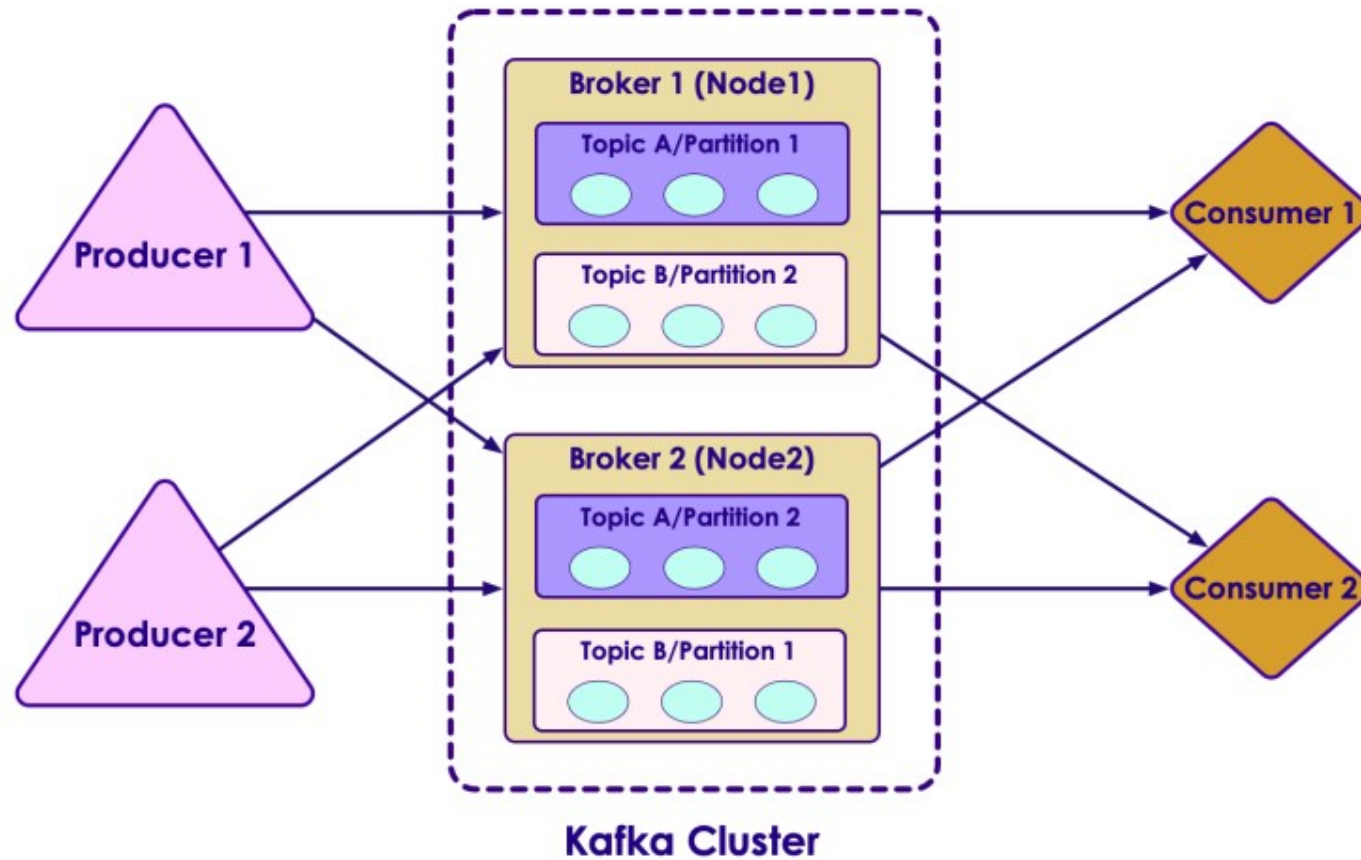 Broker 1 (Node1)
Topic A/Partition 1
Topic B/Partition 2
Producer 1
Consumer 1
Broker 2 (Node2)
Topic A/Partition 2
Topic B/Partition 1
Producer 2
Consumer 2
Kafka Cluster